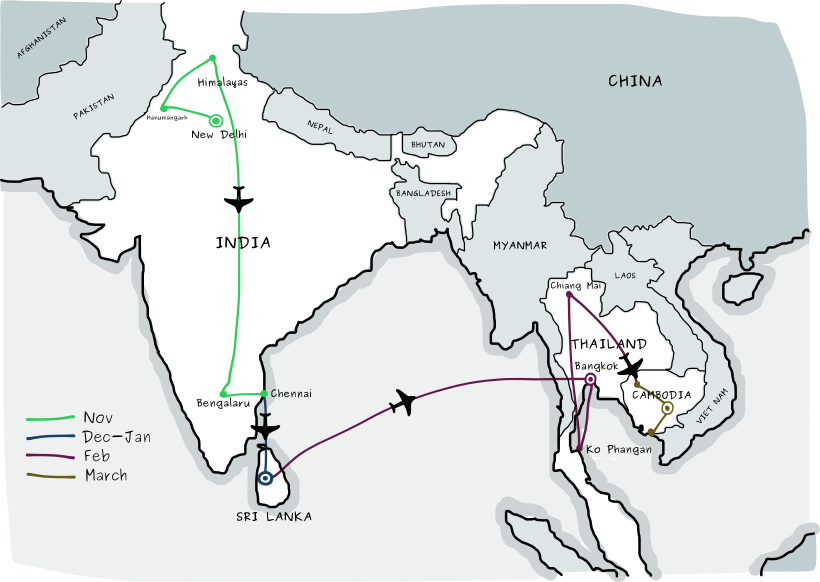 AFGHANISTAN
CHINA
Himalayas
PAKISTAN
Hanumangarh
New Delhi
NEPAL
BHUTAN
BANGLADESH
INDIA
MYANMAR
LAOS
Chiang Mai
THAILAND
Bangkok
Bengalaru
Chennai
CAMBODIA
VIET NAM
Nov
Dec-Jan
Feb
March
Ko Phangan
SRI LANKA